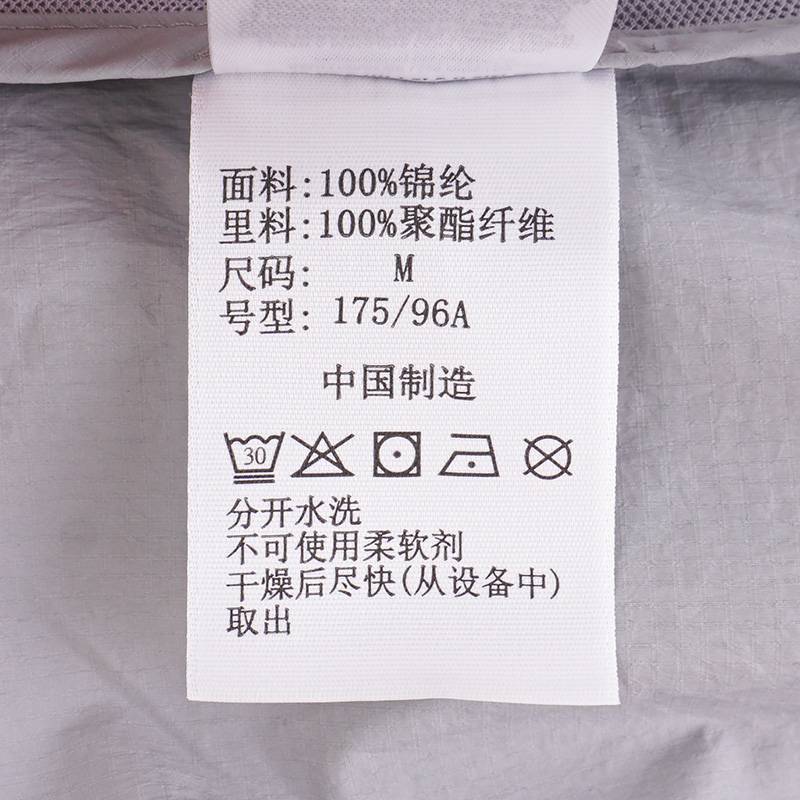 面料:100%锦纶
里料:100%聚酯纤维
尺码: M
号型: 175/96A
中国制造
30
分开水洗
不可使用柔软剂
干燥后尽快(从设备中)
取出